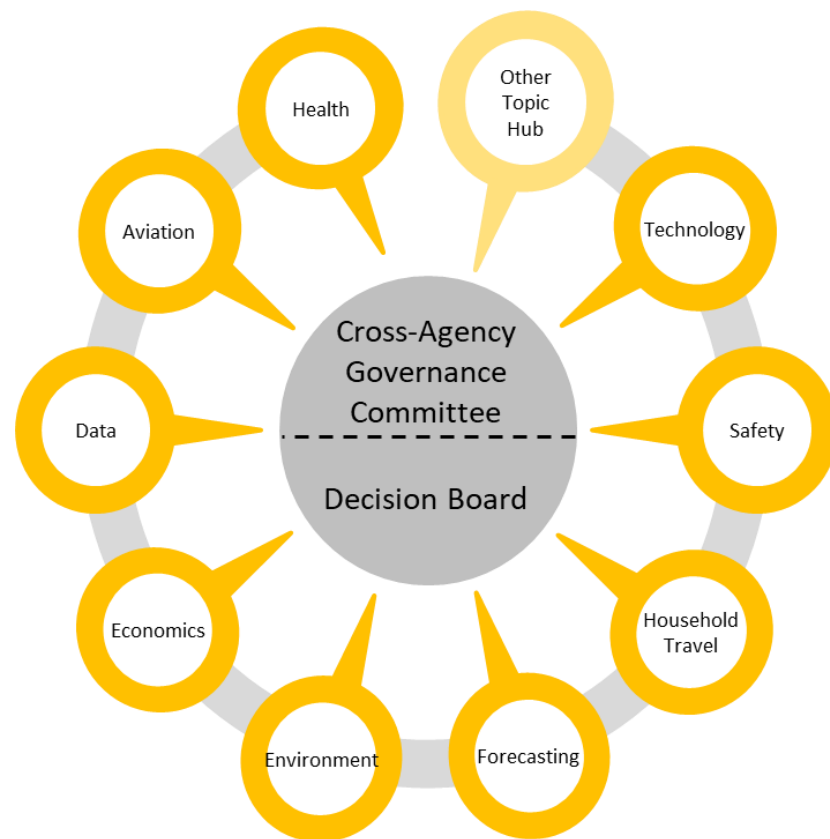 Health
Other
Topic
Hub
Aviation
Technology
Cross-Agency
Governance
Committee
Data
Safety
Decision Board
Economics
Household
Travel
Environment
Forecasting